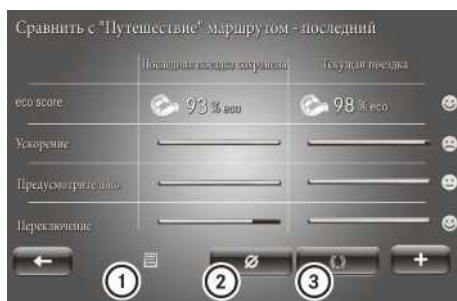 Сравнить с "Путешествие" маршрутом - последний
Последняя поездка сохранена
Текущая поездка
eco score
93 % eco
98 % eco
Ускорение
Предусмотрительно
Переключение
1
2
3